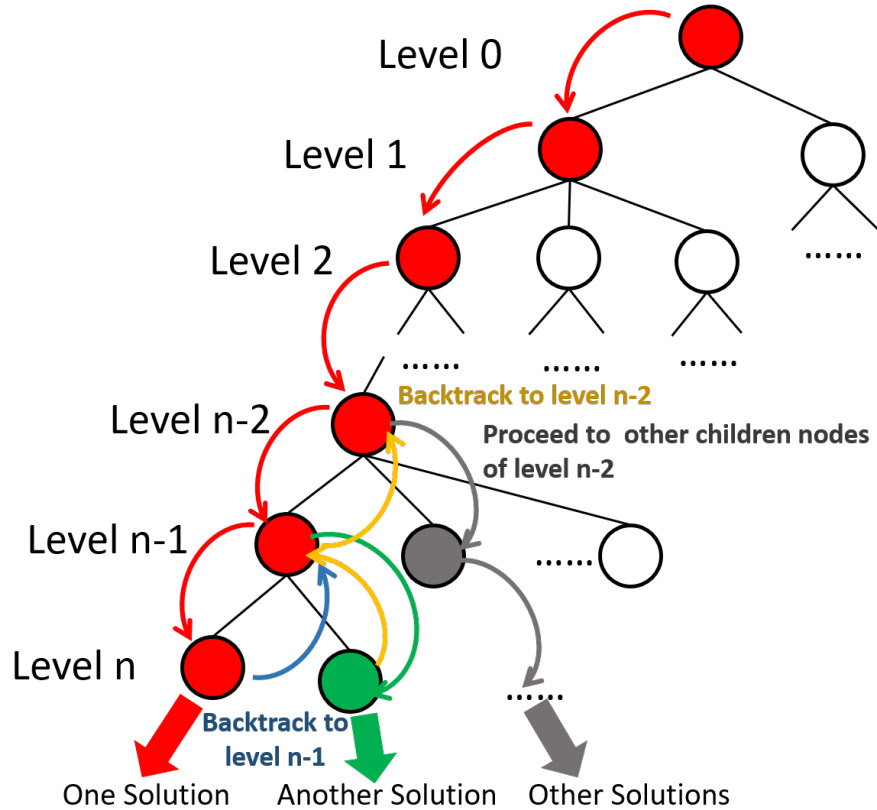 Level 0
Level 1
Level 2
......
......
......
......
Backtrack to level n-2
Level n-2
Proceed to other children nodes
of level n-2
Level n-1
......
Level n
......
Backtrack to
level n-1
One Solution
Another Solution
Other Solutions